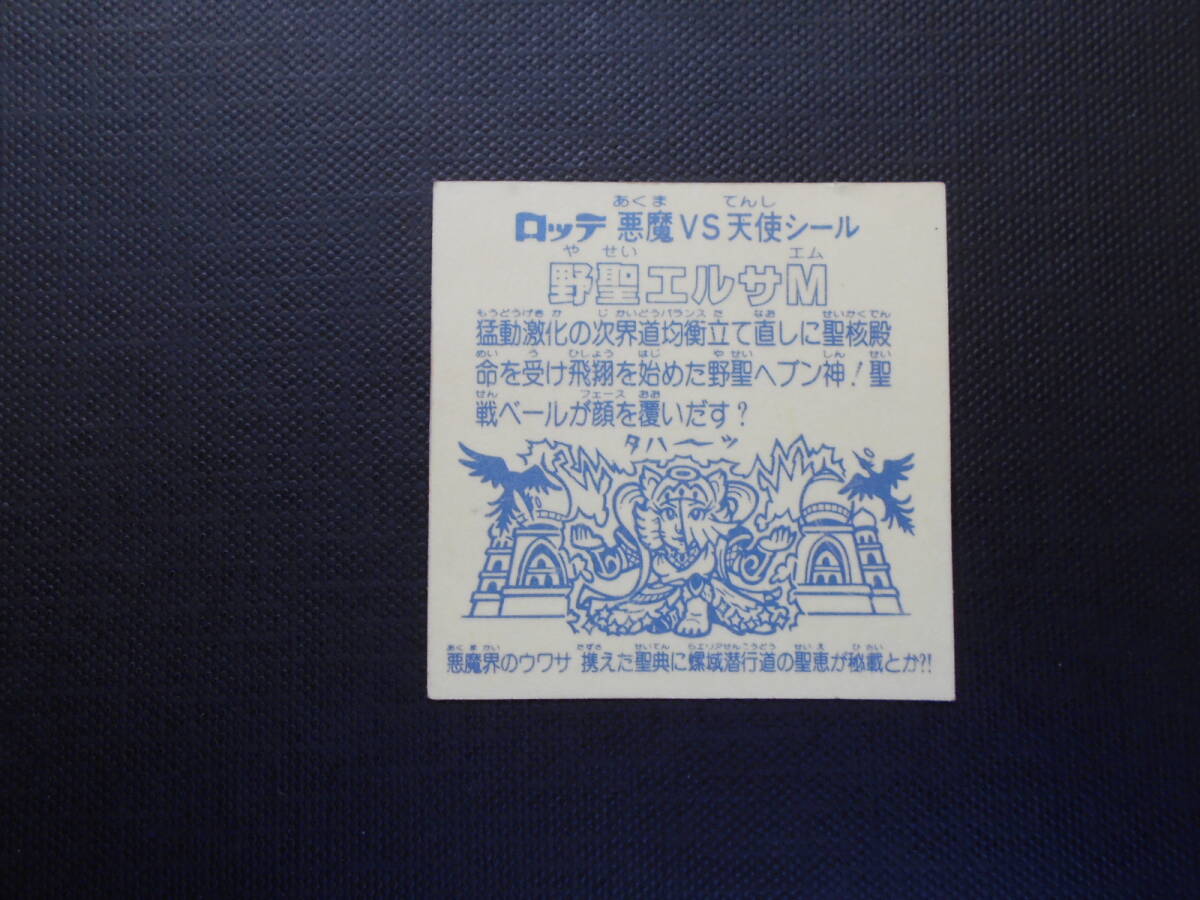 あくま てんし
ロッテ 悪魔VS天使シール
や せい エム
野聖エルサM
もうどうげき か じ かいどうバランス た なお せいかくでん
猛動激化の次界道均衡立て直しに聖核殿
めい う ひしょう はじ や せい しん せい
命を受け飛翔を始めた野聖ヘブン神!聖
せん フェース おお
戦ベールが顔を覆いだす?
タハーッ
あく ま かい たずさ せいてん らエリアせんこうどう せい え ひ さい
悪魔界のウワサ 携えた聖典に螺域潜行道の聖恵が秘載とか?!